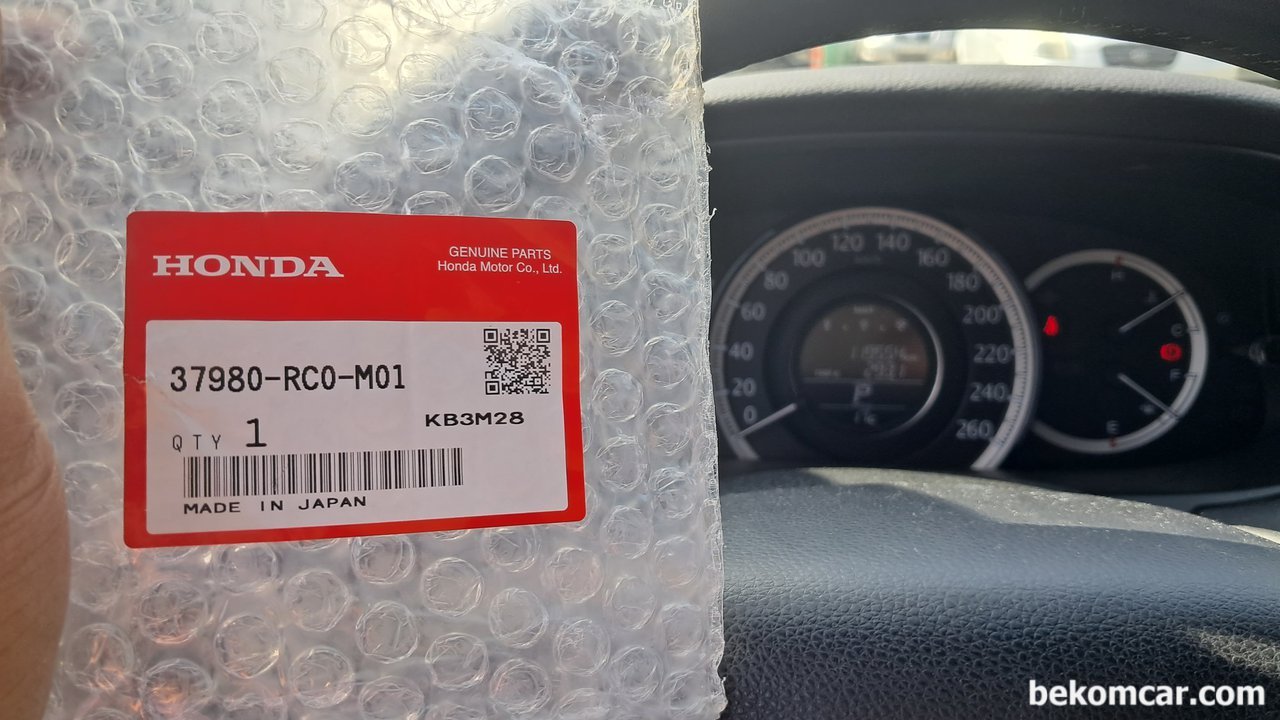 HONDA
GENUINE PARTS
Honda Motor Co., Ltd.
37980-RC0-M01
KB3M28
QTY 1
MADE IN JAPAN
0
20
40
60
80
100
120
140
160
180
200
220
240
260
H
C
F
E
P
bekomcar.com